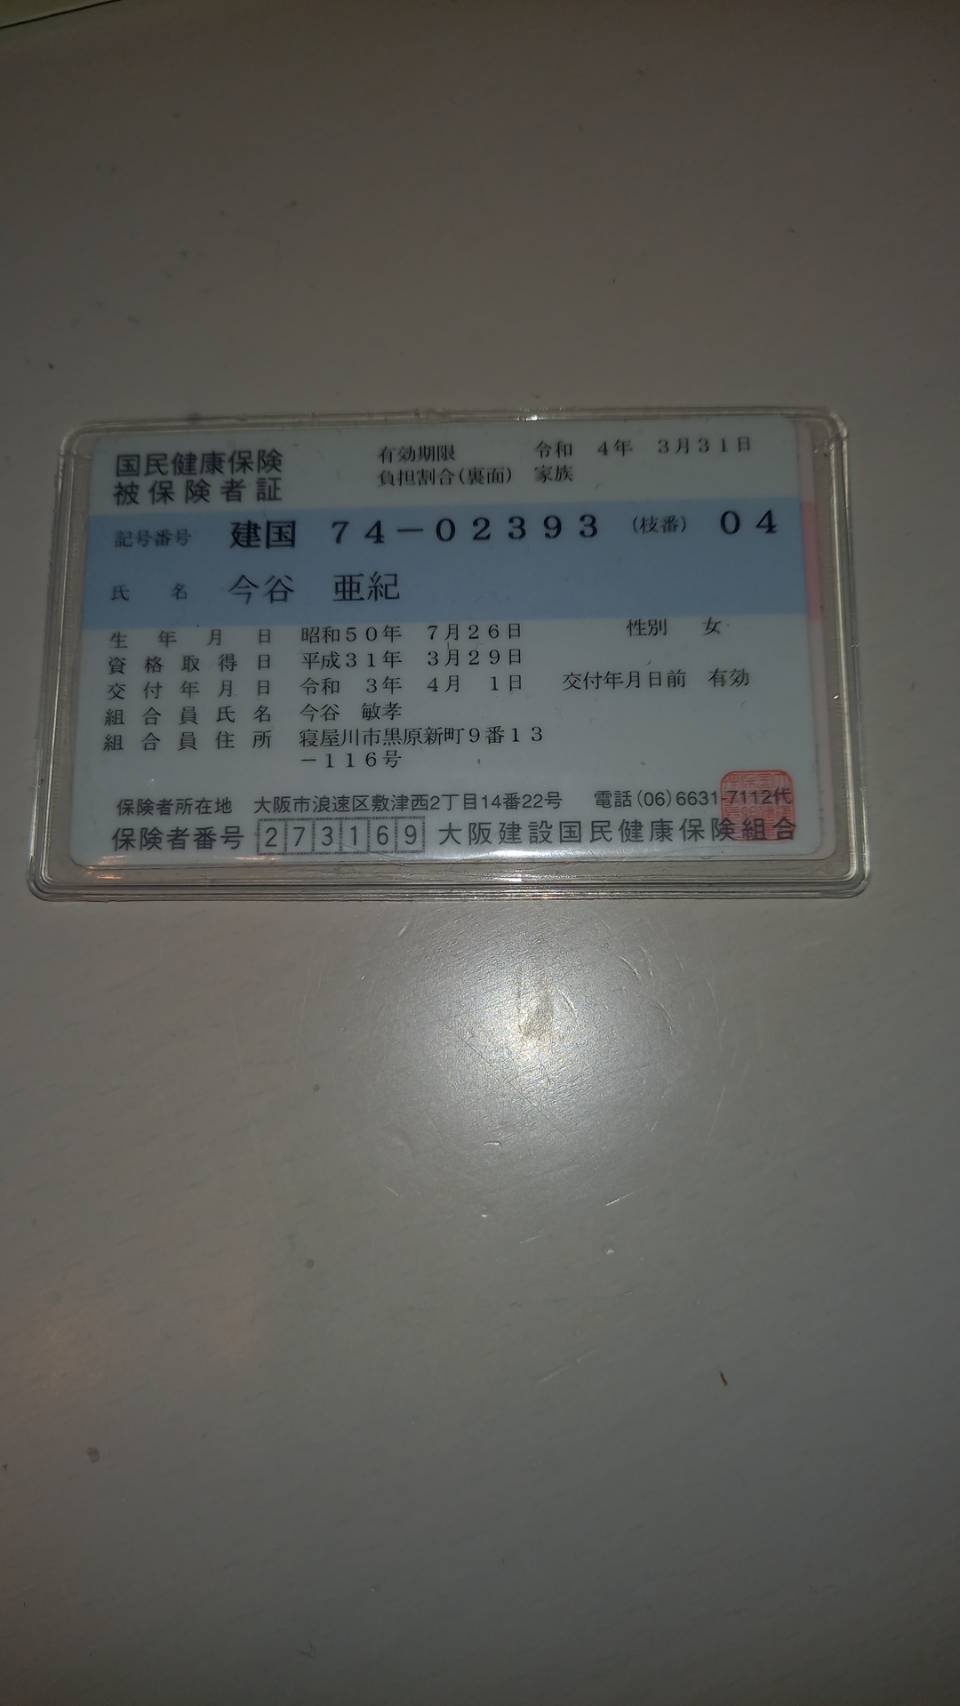 国民健康保険
被保険者証
有効期限 令和 4年 3月31日
負担割合(裏面) 家族
記号番号 建国 74-02393 (枝番) 04
氏名 今谷 亜紀
生年月日 昭和50年 7月26日 性別 女
資格取得日 平成31年 3月29日
交付年月日 令和 3年 4月 1日 交付年月日前 有効
組合員氏名 今谷 敏孝
組合員住所 寝屋川市黒原新町9番13
-116号
保険者所在地 大阪市浪速区敷津西2丁目14番22号 電話(06)6631-7112代
保険者番号 273169 大阪建設国民健康保険組合